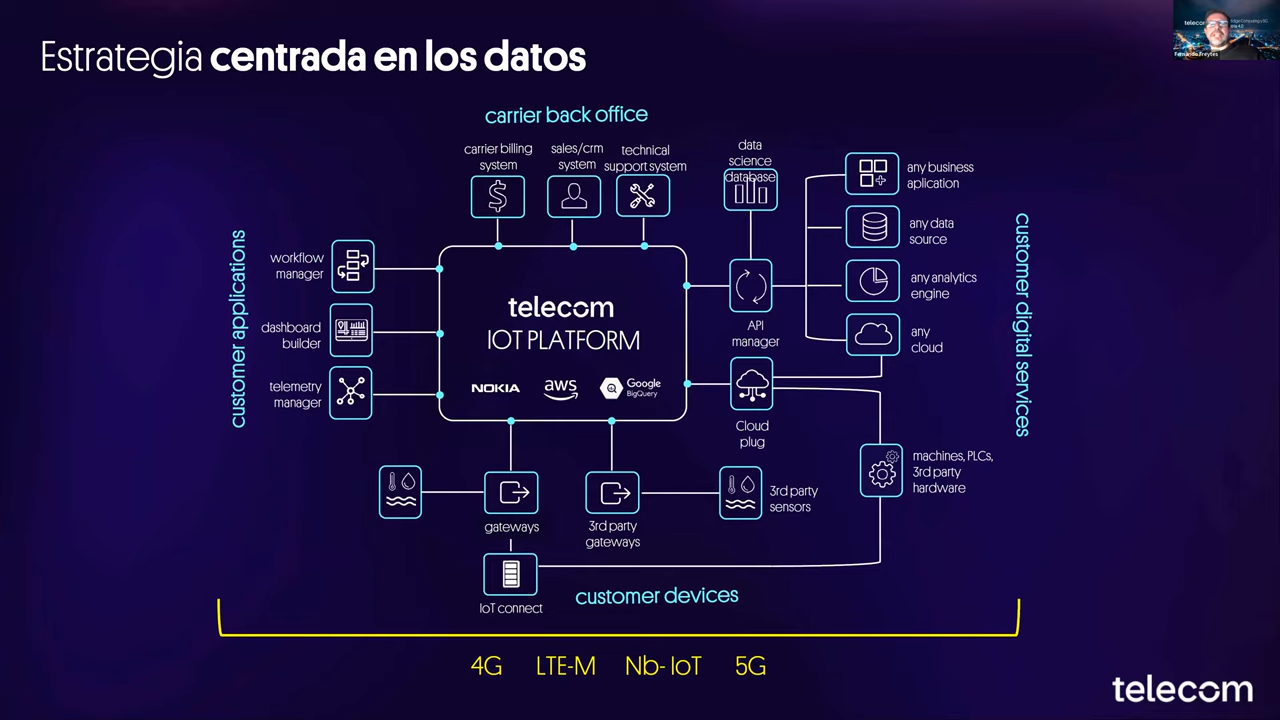 Estrategia centrada en los datos
telecom
Fernando Freytes
carrier back office
carrier billing
system
sales/crm
system
technical
support system
data
science
database
any business
aplication
any data
source
any analytics
engine
any
cloud
customer applications
workflow
manager
dashboard
builder
telemetry
manager
telecom
IOT PLATFORM
NOKIA
aws
Google
BigQuery
API
manager
Cloud
plug
customer digital services
machines, PLCs,
3rd party
hardware
gateways
3rd party
gateways
3rd party
sensors
IoT connect
customer devices
4G LTE-M Nb- IoT 5G
telecom